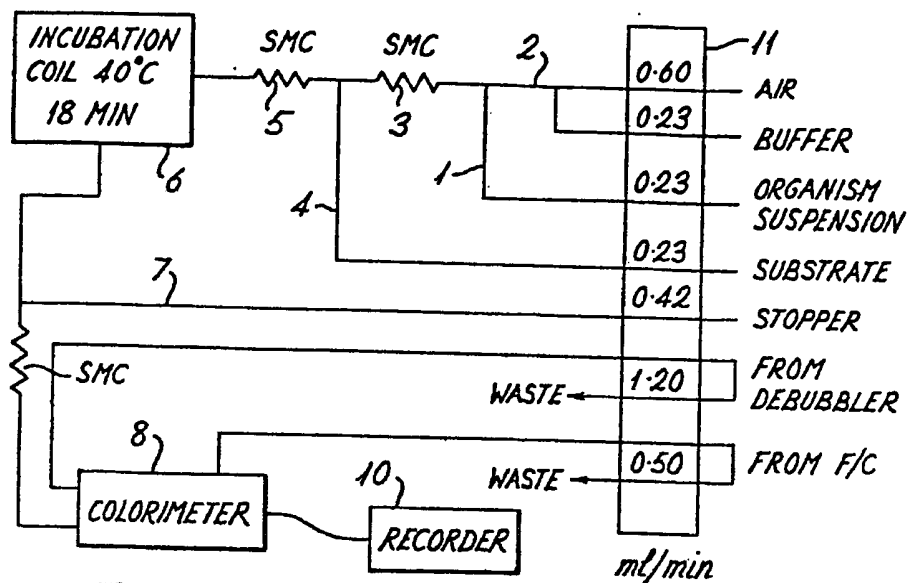 INCUBATION
COIL 40°C
18 MIN
6
SMC
5
SMC
3
2
1
4
11
0·60
AIR
0·23
BUFFER
0·23
ORGANISM
SUSPENSION
0·23
SUBSTRATE
7
0·42
STOPPER
SMC
1·20
WASTE
FROM
DEBUBBLER
8
COLORIMETER
10
RECORDER
0·50
WASTE
FROM F/C
ml/min